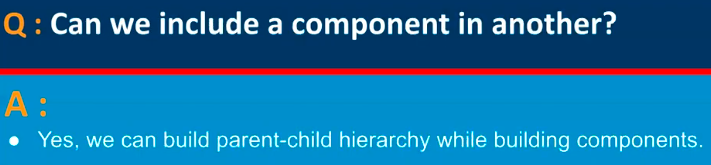 Q : Can we include a component in another?
A :
• Yes, we can build parent-child hierarchy while building components.